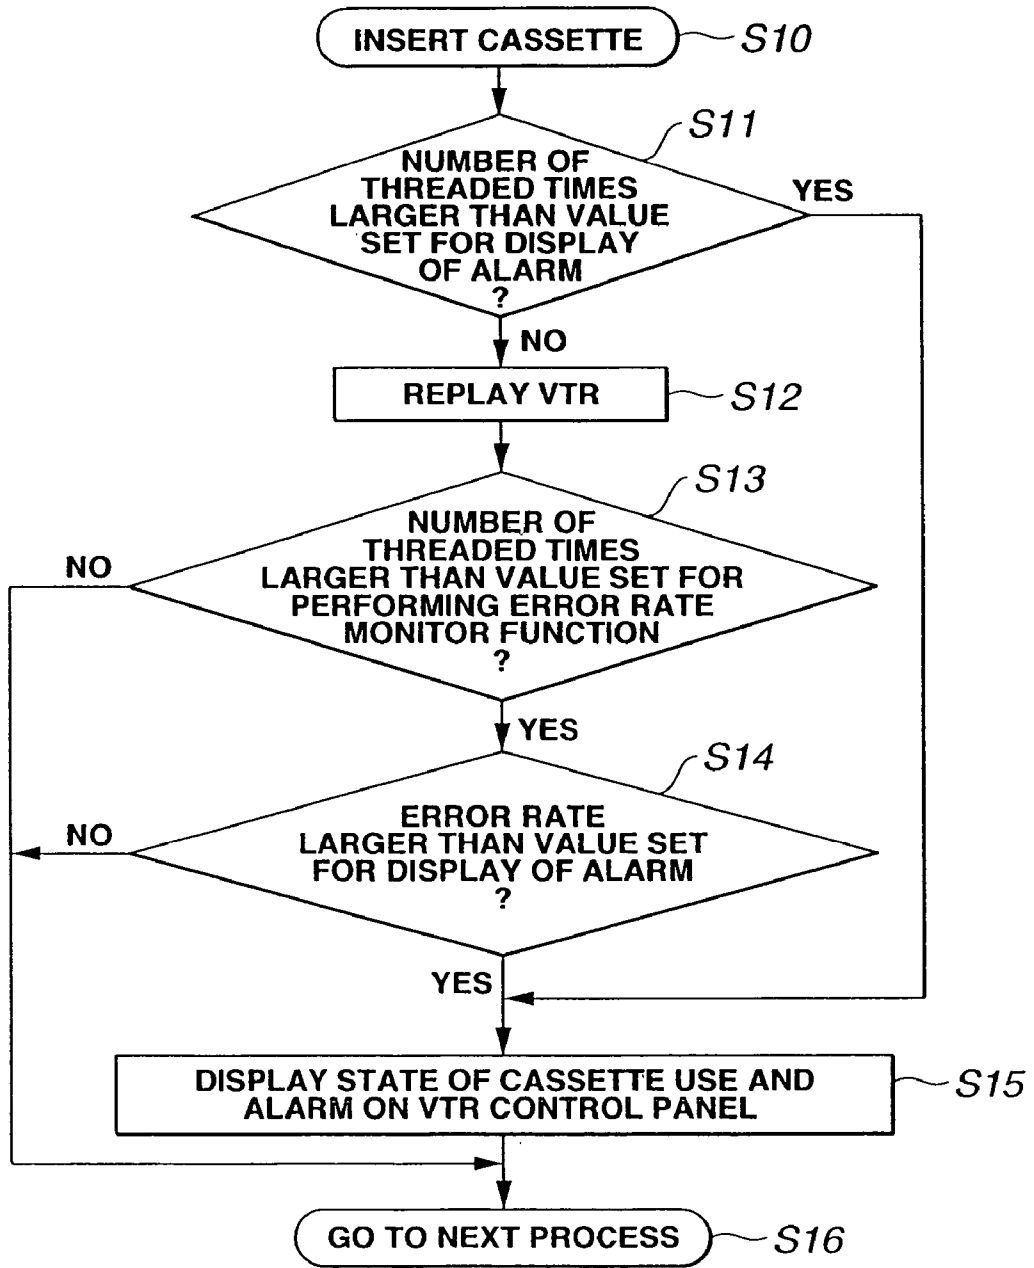 INSERT CASSETTE
S10
S11
NUMBER OF
THREADED TIMES
LARGER THAN VALUE
SET FOR DISPLAY
OF ALARM
?
YES
NO
REPLAY VTR
S12
S13
NUMBER OF
THREADED TIMES
LARGER THAN VALUE SET FOR
PERFORMING ERROR RATE
MONITOR FUNCTION
?
NO
YES
S14
ERROR RATE
LARGER THAN VALUE SET
FOR DISPLAY OF ALARM
?
NO
YES
DISPLAY STATE OF CASSETTE USE AND
ALARM ON VTR CONTROL PANEL
S15
GO TO NEXT PROCESS
S16